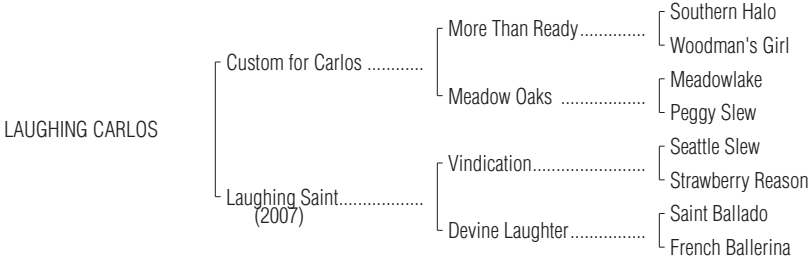 Southern Halo
More Than Ready..............
Woodman's Girl
Custom for Carlos ............
Meadowlake
Meadow Oaks ..................
Peggy Slew
LAUGHING CARLOS
Seattle Slew
Vindication........................
Strawberry Reason
Laughing Saint..................
(2007)
Saint Ballado
Devine Laughter................
French Ballerina